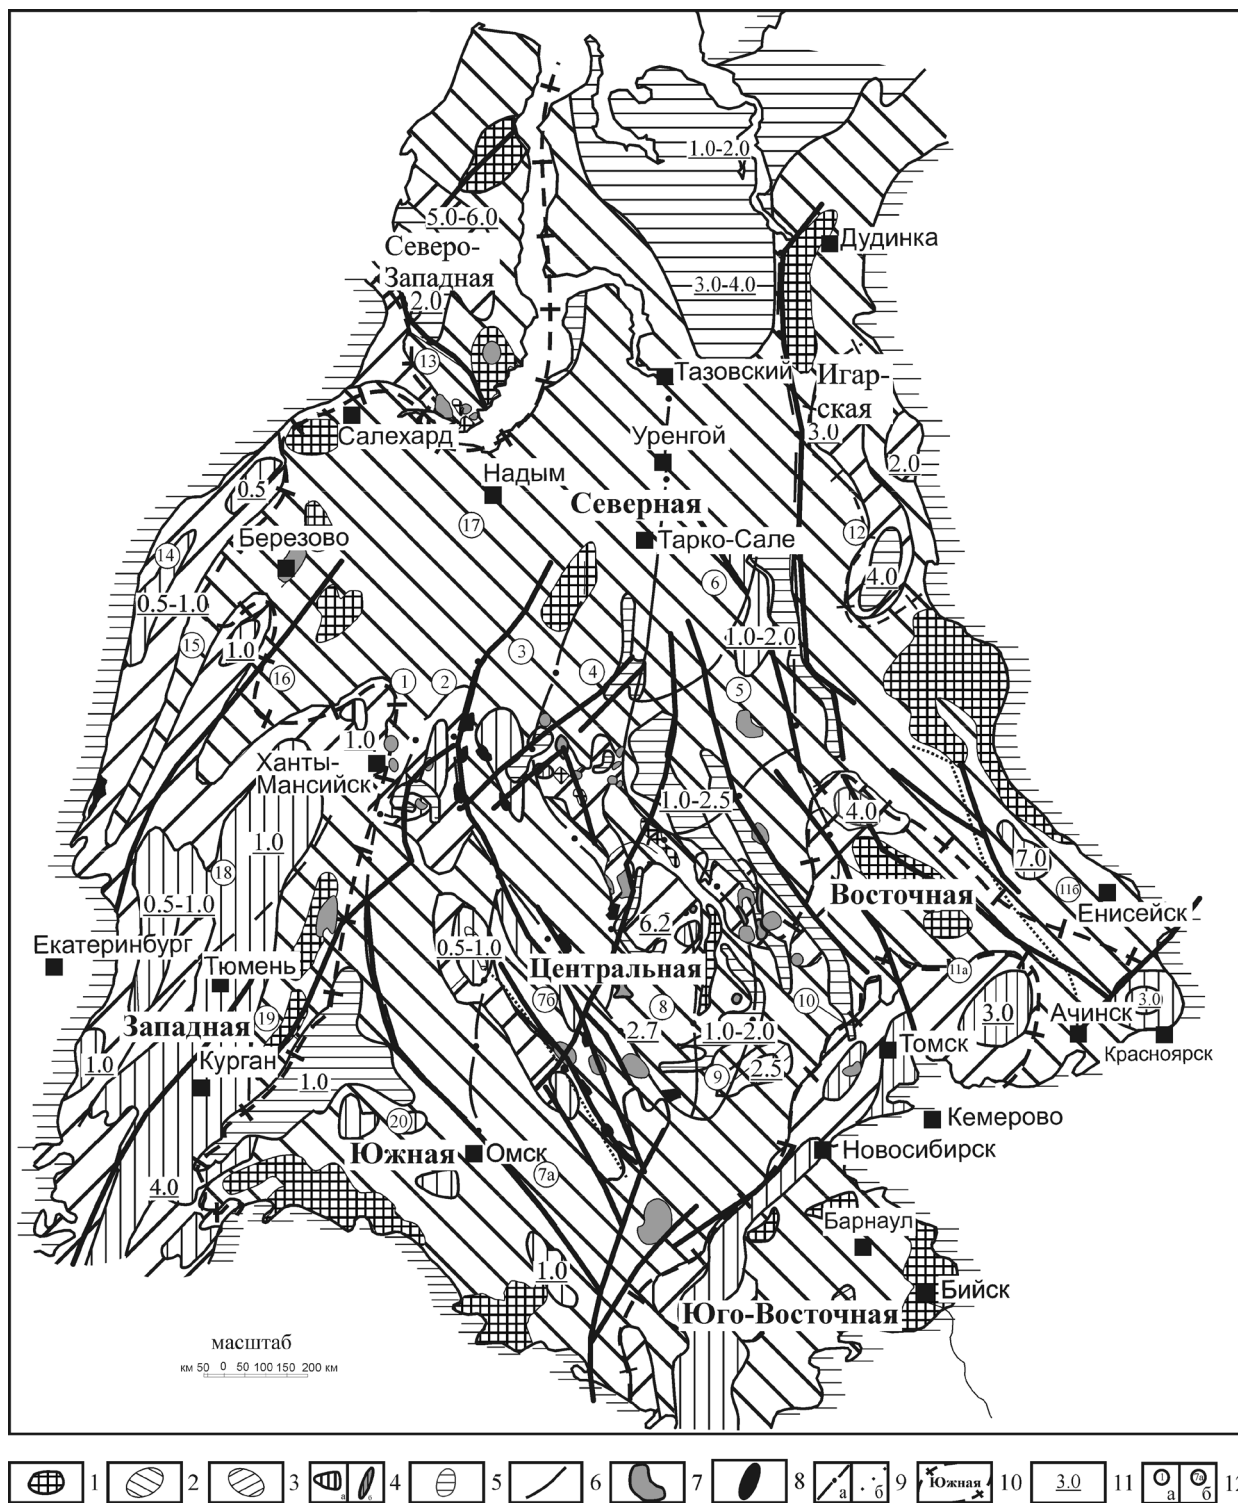 1.0-2.0
Дудинка
5.0-6.0
Северо-
Западная
2.0
3.0-4.0
13
Тазовский
Игар-
ская
3.0
Салехард
Уренгой
2.0
Надым
0.5
Северная
17
12
Березово
Тарко-Сале
14
6
4.0
0.5-1.0
15
1.0
3
1.0-2.0
16
1
2
4
5
1.0
Ханты-
Мансийск
1.0-2.5
4.0
1.0
18
7.0
11б
Восточная
0.5-1.0
6.2
Енисейск
Екатеринбург
0.5-1.0
Тюмень
Центральная
11а
7б
8
10
3.0
3.0
Западная
19
2.7
1.0-2.0
Ачинск
Томск
Красноярск
1.0
Курган
1.0
9
2.5
20
Кемерово
Южная
Омск
Новосибирск
7а
4.0
Барнаул
1.0
Бийск
Юго-Восточная
масштаб
км 50 0 50 100 150 200 км
1
2
3
а
б
4
5
6
7
8
а
б
9
Южная
10
3.0
11
1
а
7а
б
12